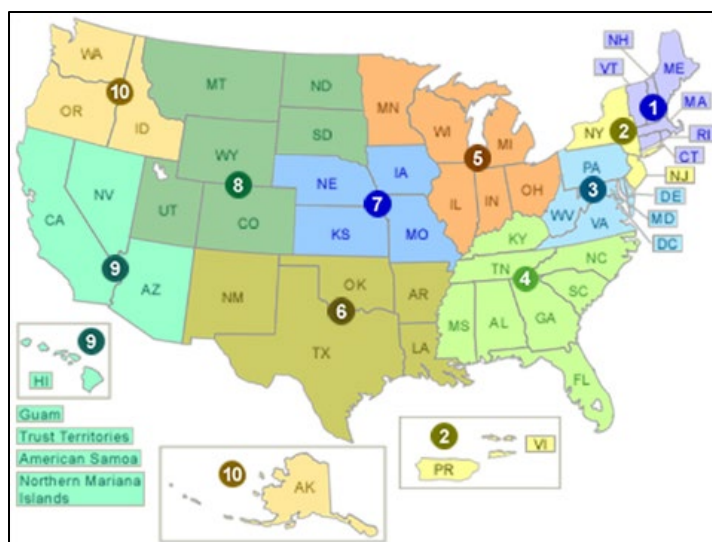 NH
ME
WA
VT
MT
ND
MA
10
MN
1
OR
NY
2
RI
ID
SD
WI
MI
CT
WY
5
PA
NJ
IA
3
NV
8
NE
DE
7
OH
UT
IL
IN
WV
MD
CA
CO
VA
KS
MO
DC
KY
NC
9
TN
AZ
OK
4
NM
AR
SC
6
MS
AL
GA
9
TX
LA
HI
FL
Guam
2
Trust Territories
VI
American Samoa
10
PR
Northern Mariana
Islands
AK